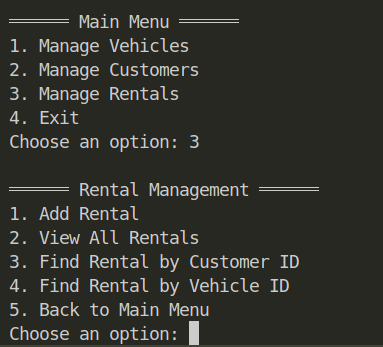 ══════ Main Menu ══════
1. Manage Vehicles
2. Manage Customers
3. Manage Rentals
4. Exit
Choose an option: 3
══════ Rental Management ══════
1. Add Rental
2. View All Rentals
3. Find Rental by Customer ID
4. Find Rental by Vehicle ID
5. Back to Main Menu
Choose an option: